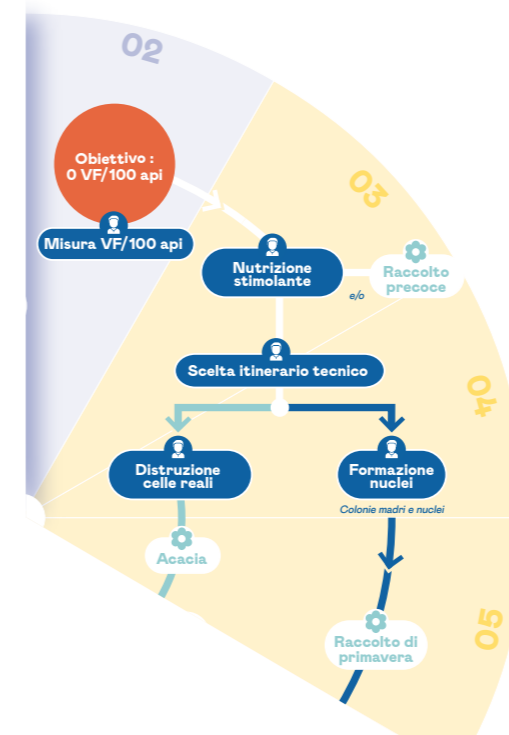 02
Obiettivo :
0 VF/100 api
Misura VF/100 api
03
Nutrizione
stimolante
e/o
Raccolto
precoce
Scelta itinerario tecnico
04
Distruzione
celle reali
Formazione
nuclei
Colonie madri e nuclei
Acacia
05
Raccolto di
primavera